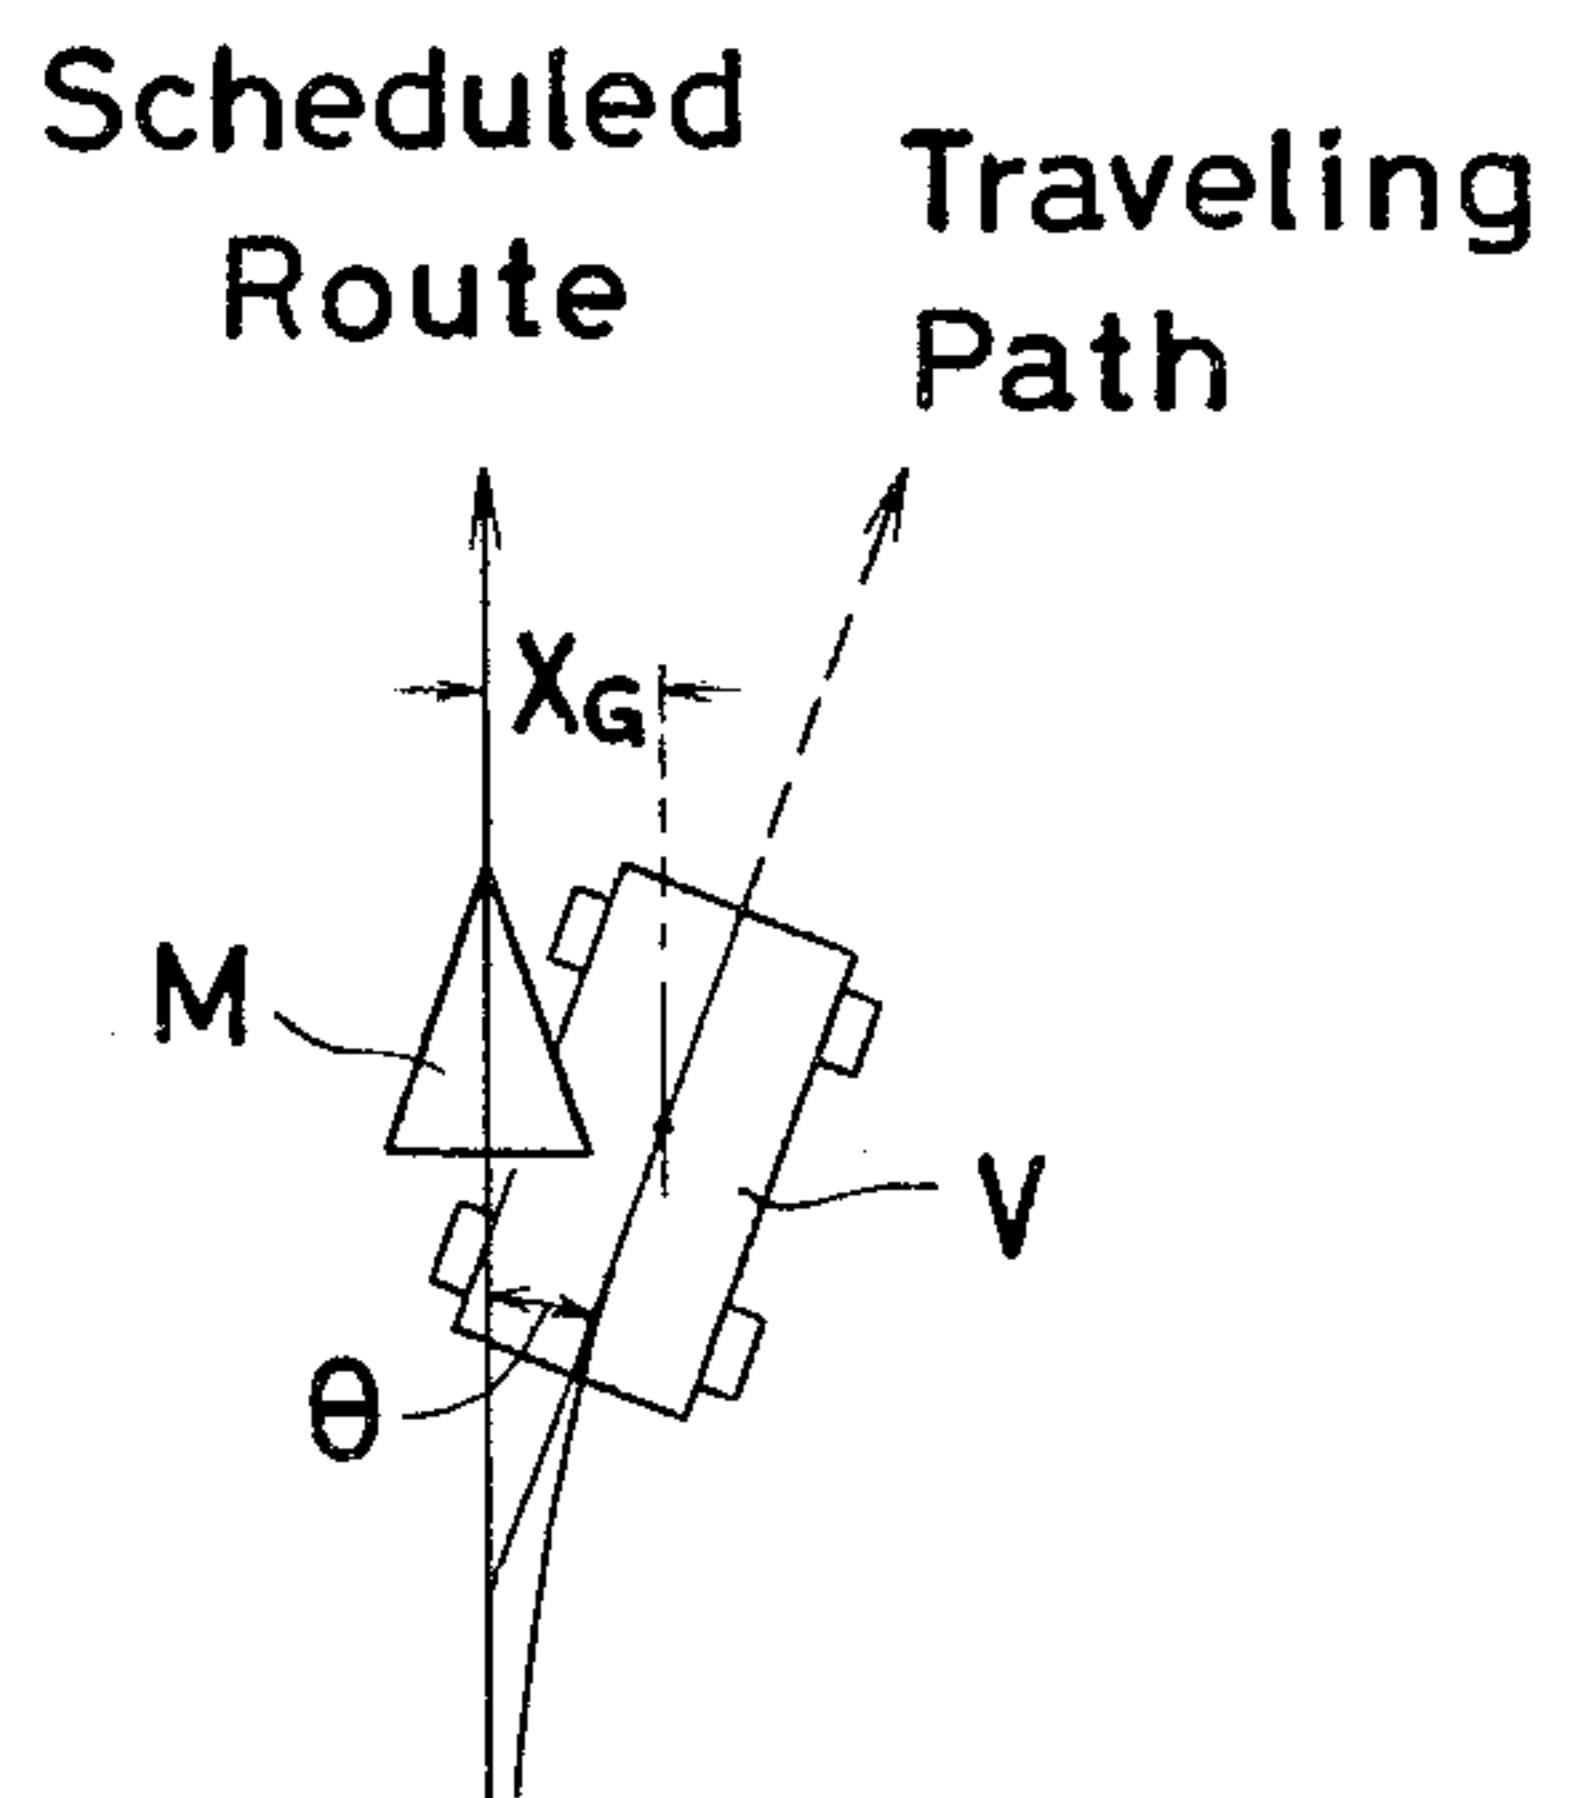 Scheduled
Route
Traveling
Path
XG
M
V
θ